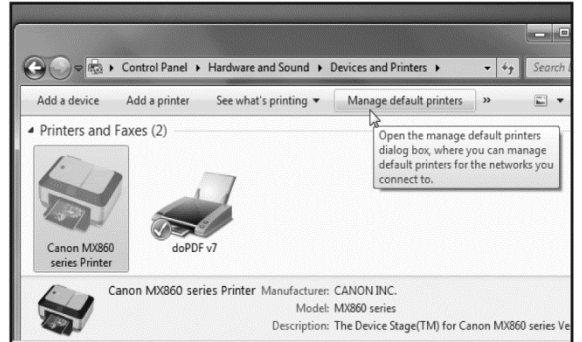 Control Panel Hardware and Sound Devices and Printers Search
Add a device Add a printer See what's printing Manage default printers »
Printers and Faxes (2)
Open the manage default printers
dialog box, where you can manage
default printers for the networks you
connect to.
Canon MX860
series Printer
doPDF v7
Canon MX860 series Printer Manufacturer: CANON INC.
Model: MX860 series
Description: The Device Stage(TM) for Canon MX860 series Ve